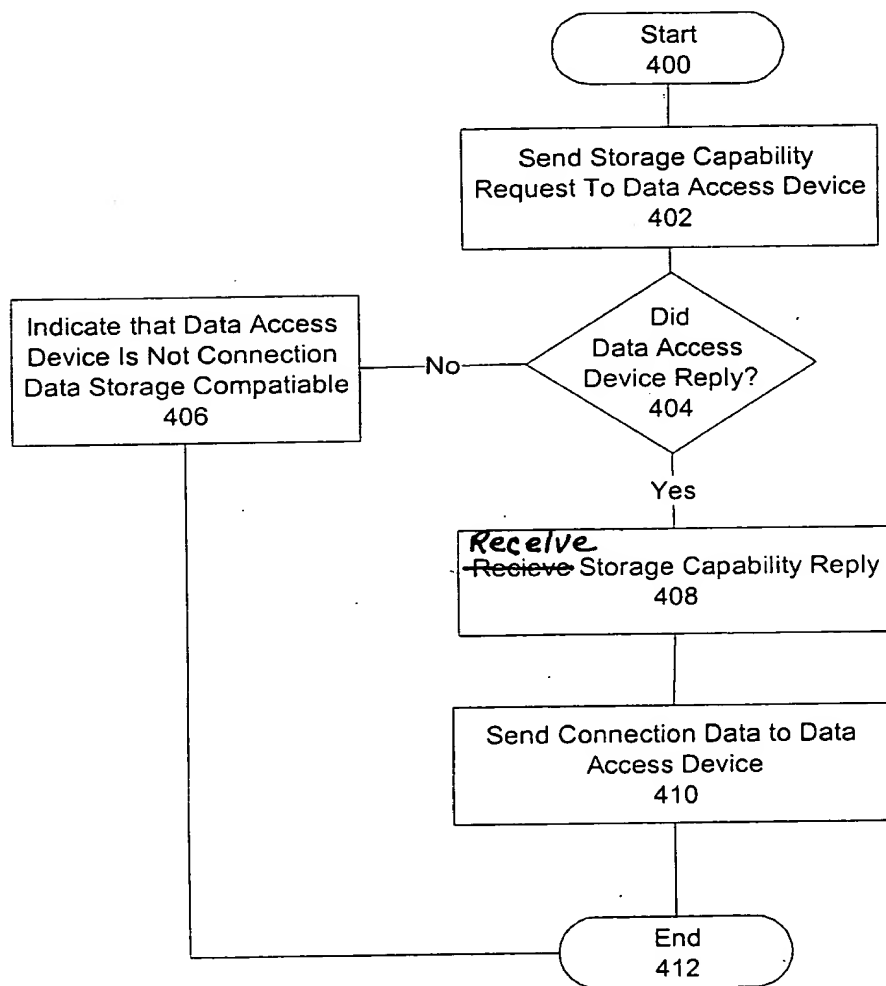 Start
400
Send Storage Capability
Request To Data Access Device
402
Did
Data Access
Device Reply?
404
No
Indicate that Data Access
Device Is Not Connection
Data Storage Compatiable
406
Yes
Receive
Recieve Storage Capability Reply
408
Send Connection Data to Data
Access Device
410
End
412